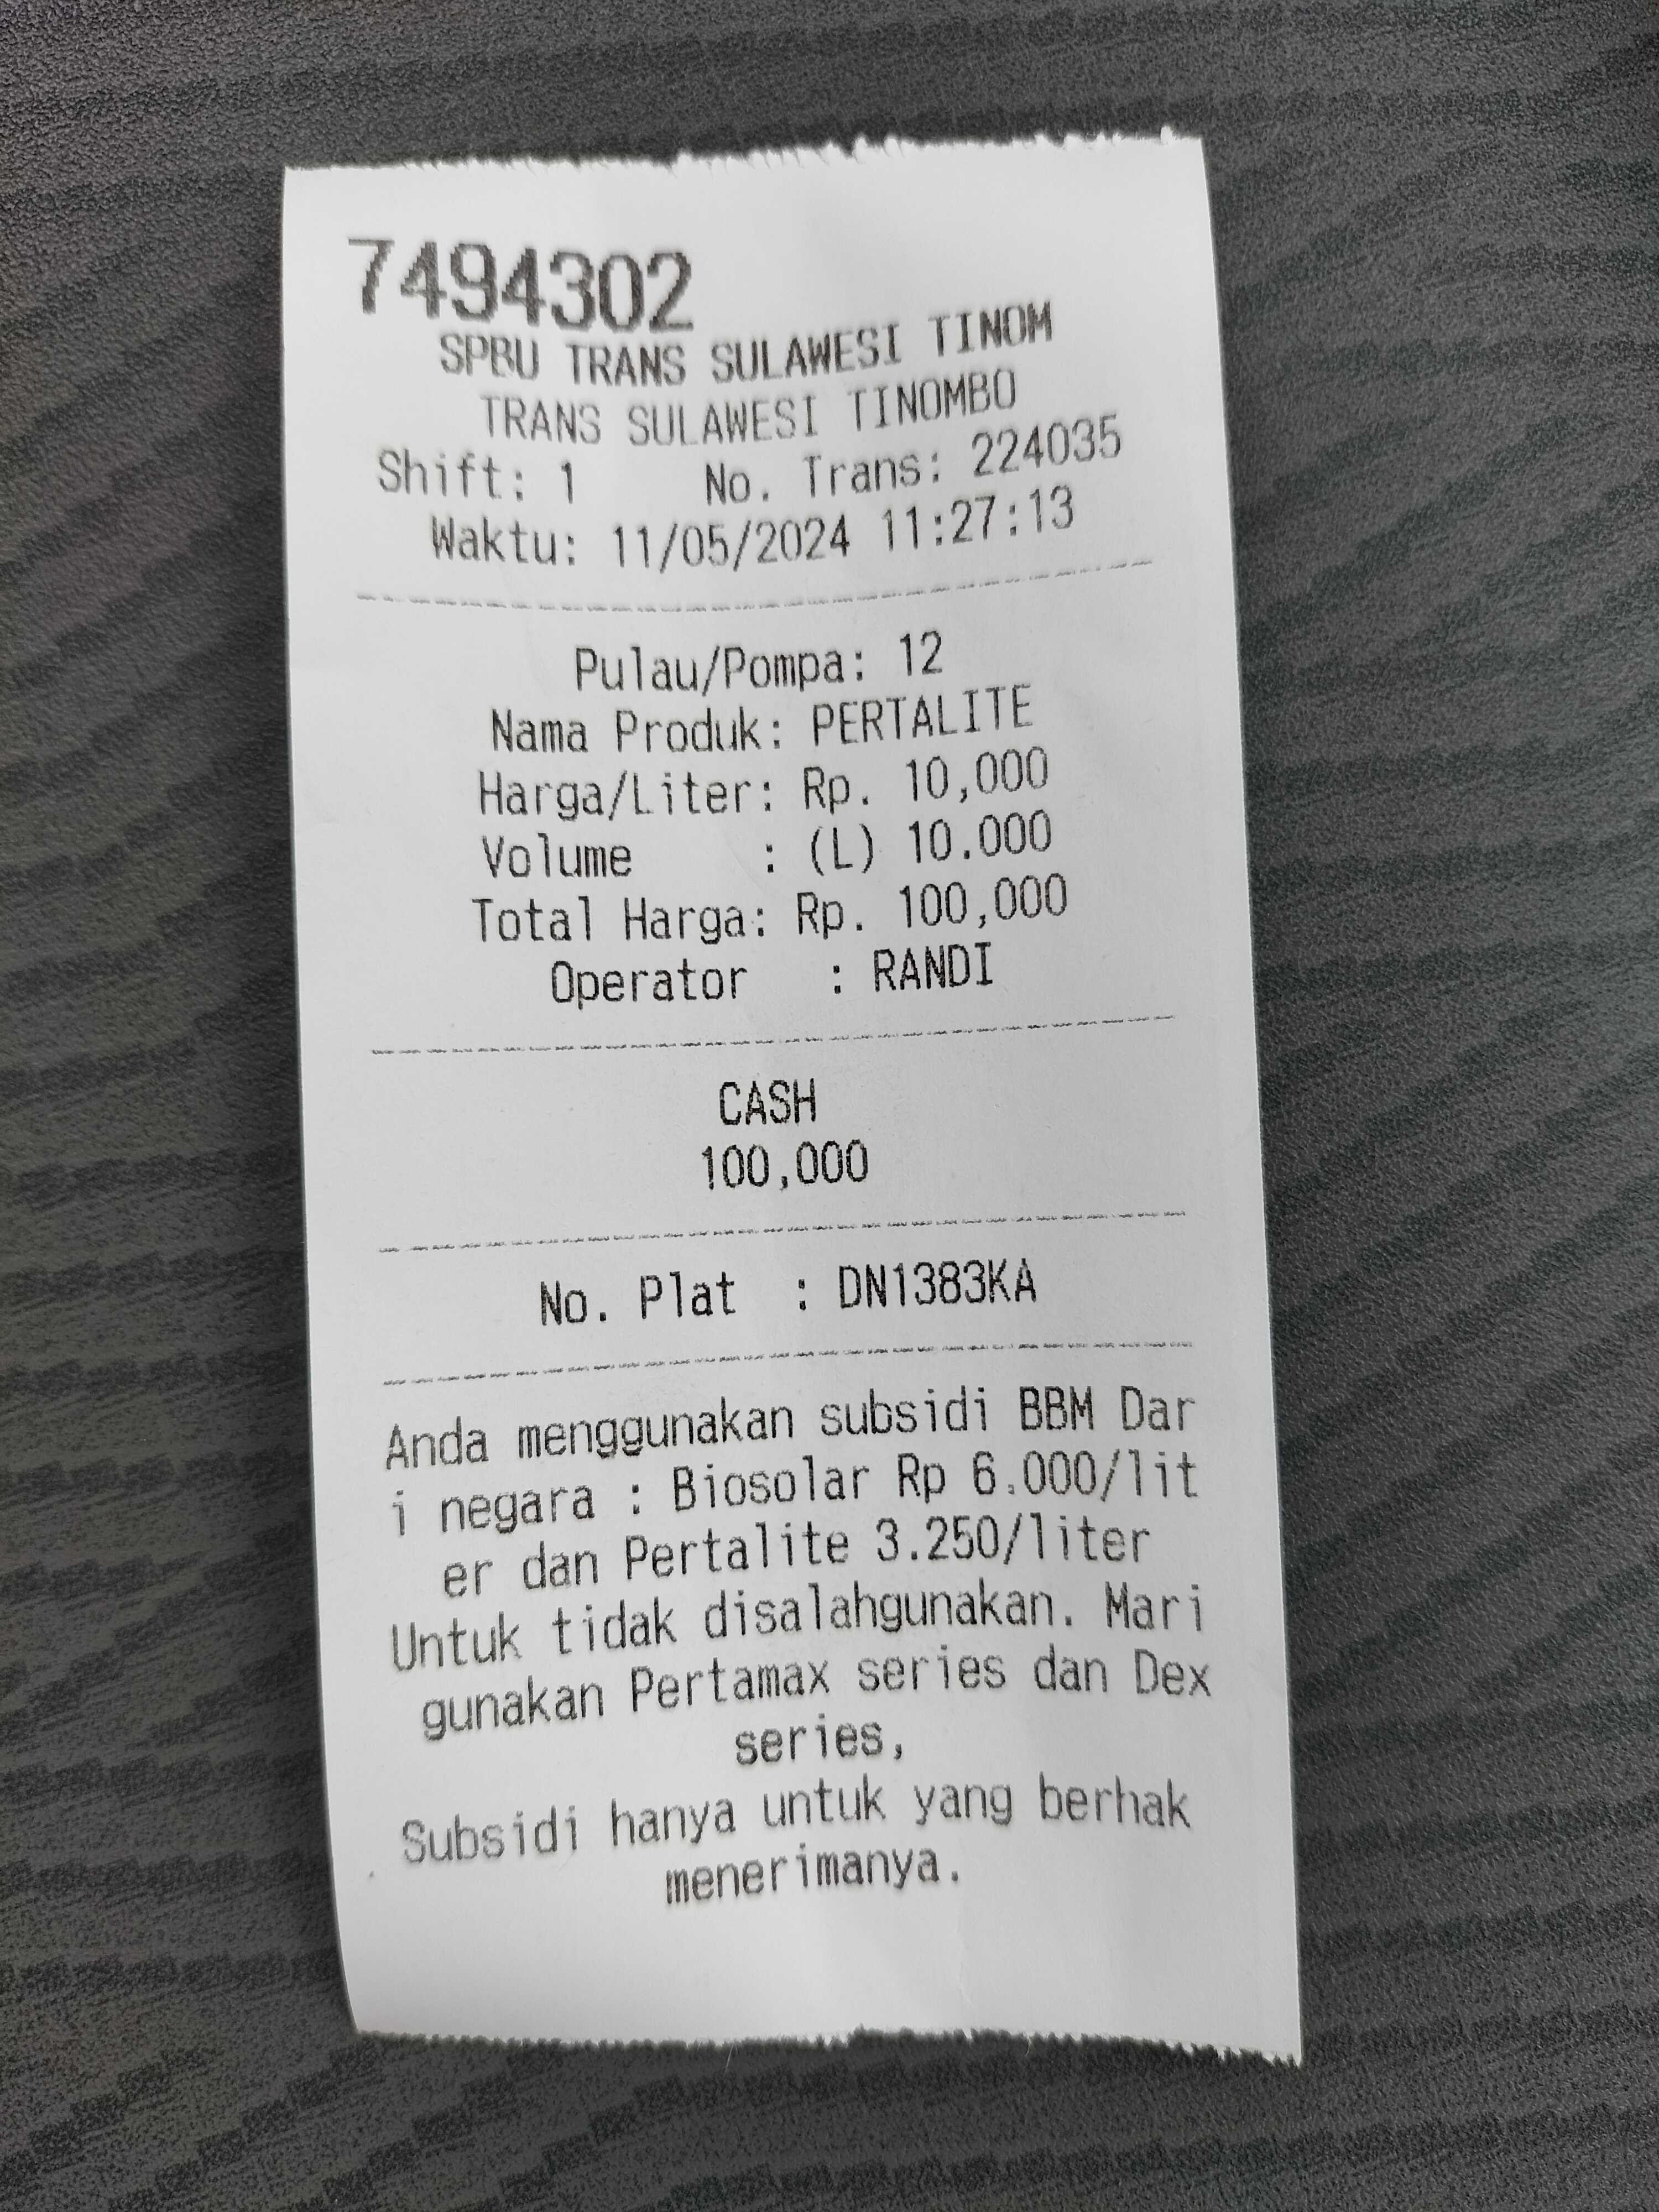 7494302
SPBU TRANS SULAWESI TINOM
TRANS SULAWESI TINOMBO
Shift: 1 No. Trans: 224035
Waktu: 11/05/2024 11:27:13
Pulau/Pompa: 12
Nama Produk: PERTALITE
Harga/Liter: Rp. 10,000
Volume : (L) 10.000
Total Harga: Rp. 100,000
Operator : RANDI
CASH
100,000
No. Plat : DN1383KA
Anda menggunakan subsidi BBM Dar
i negara : Biosolar Rp 6.000/lit
er dan Pertalite 3.250/liter
Untuk tidak disalahgunakan. Mari
gunakan Pertamax series dan Dex
series,
Subsidi hanya untuk yang berhak
menerimanya.